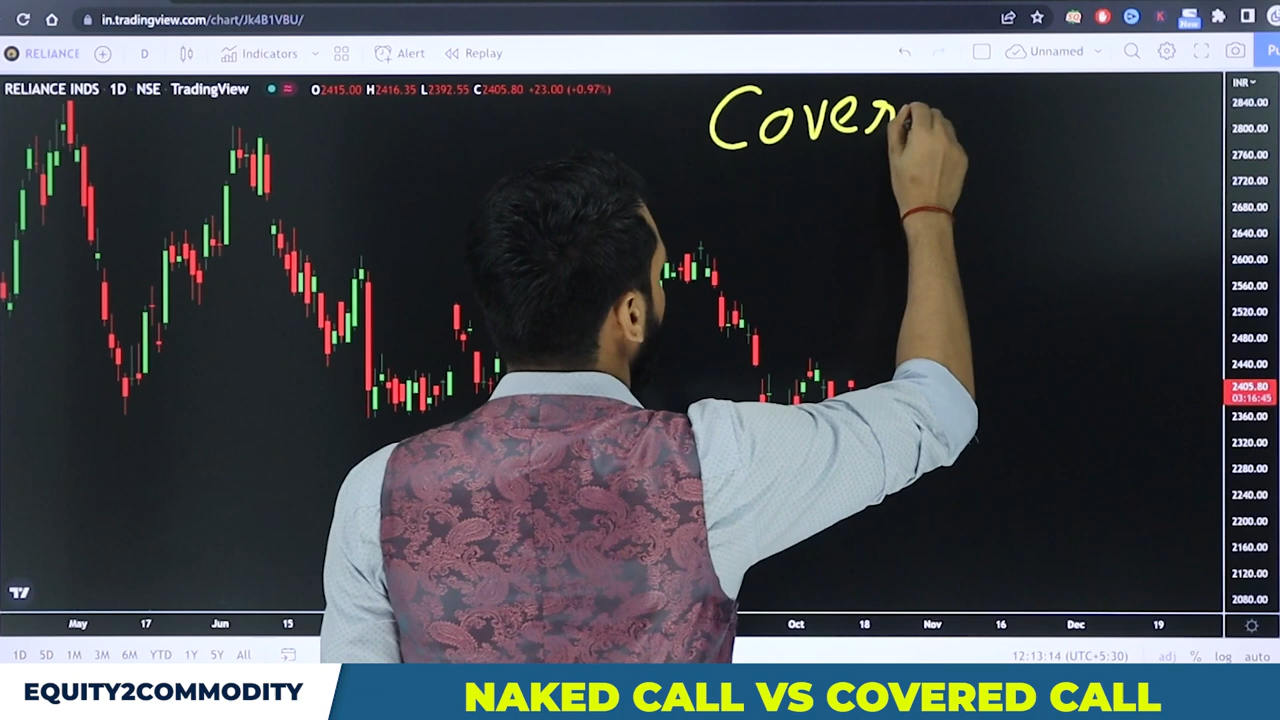 in.tradingview.com/chart/Jk4B1VBU/
New
RELIANCE D Indicators Alert Replay Unnamed
RELIANCE INDS 1D NSE TradingView O2415.00 H2416.35 L2392.55 C2405.80 +23.00 (+0.97%)
INR
Cover
2840.00
2800.00
2760.00
2720.00
2680.00
2640.00
2600.00
2560.00
2520.00
2480.00
2440.00
2405.80
03:16:45
2360.00
2320.00
2280.00
2240.00
2200.00
2160.00
2120.00
2080.00
May 17 Jun 15 Oct 18 Nov 16 Dec 19
1D 5D 1M 3M 6M YTD 1Y 5Y All 12:13:14 (UTC+5:30) adj % log auto
EQUITY2COMMODITY NAKED CALL VS COVERED CALL